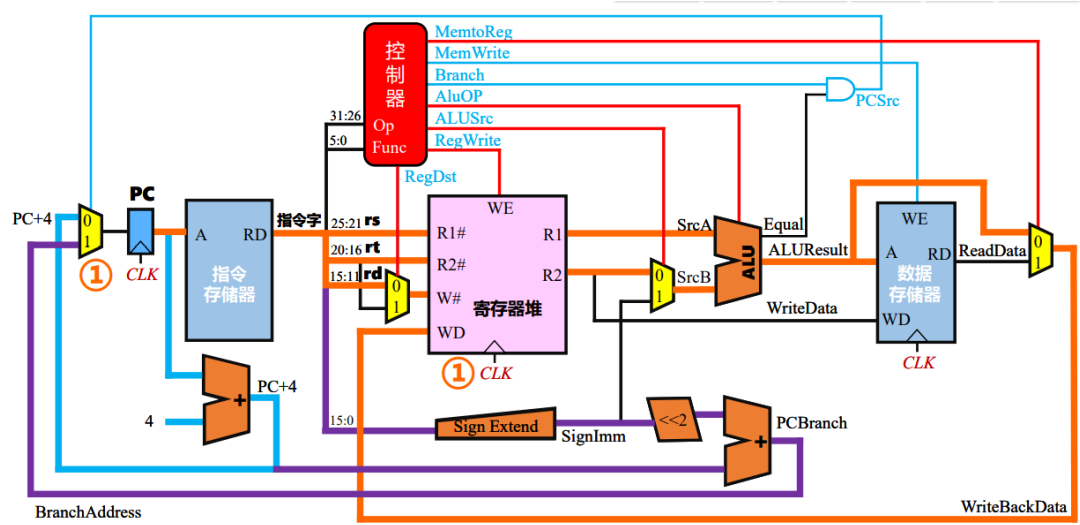 MemtoReg
控制器
MemWrite
Branch
PCSrc
AluOP
31:26
Op
ALUSrc
5:0
Func
RegWrite
RegDst
PC+4
0
1
①
PC
CLK
A
RD
指令
存储器
指令字
25:21 rs
20:16 rt
15:11 rd
0
1
WE
R1#
R2#
W#
WD
R1
R2
寄存器堆
①
CLK
0
1
SrcA
SrcB
ALU
Equal
ALUResult
WriteData
WE
A
RD
数据
存储器
WD
CLK
ReadData
0
1
4
+
PC+4
15:0
Sign Extend
SignImm
<<2
+
PCBranch
BranchAddress
WriteBackData